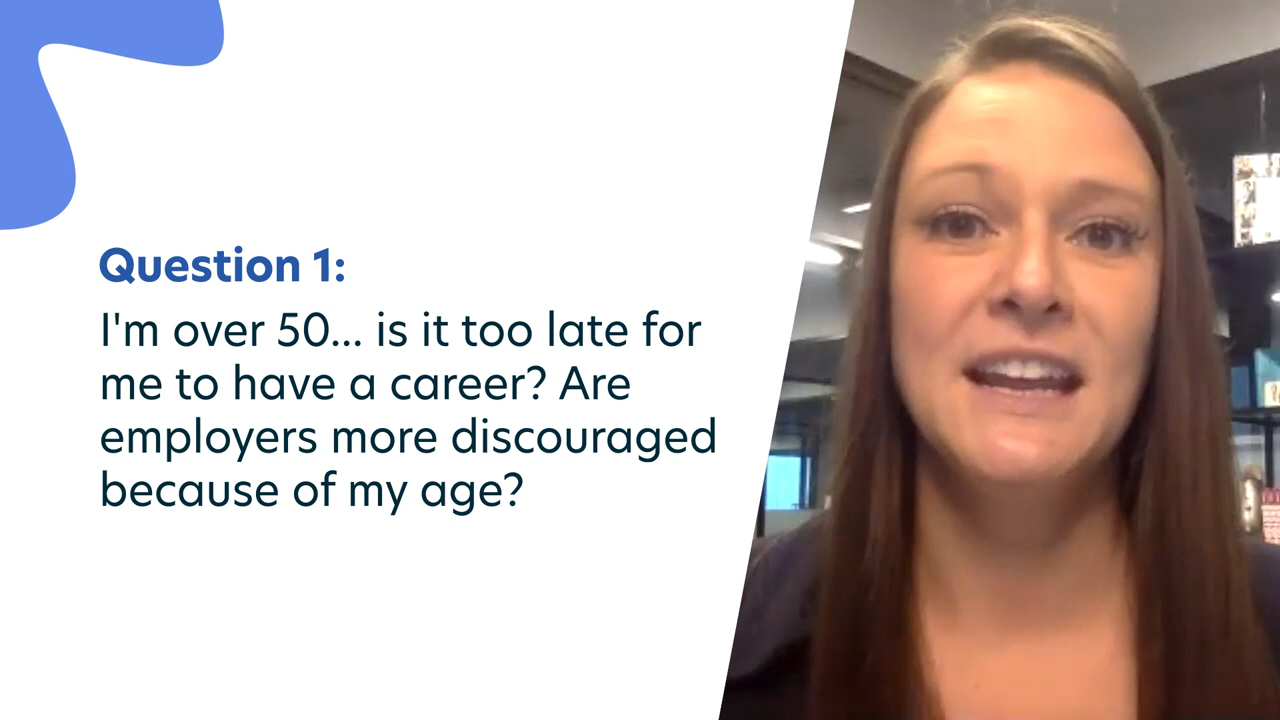 Question 1:
I'm over 50... is it too late for
me to have a career? Are
employers more discouraged
because of my age?